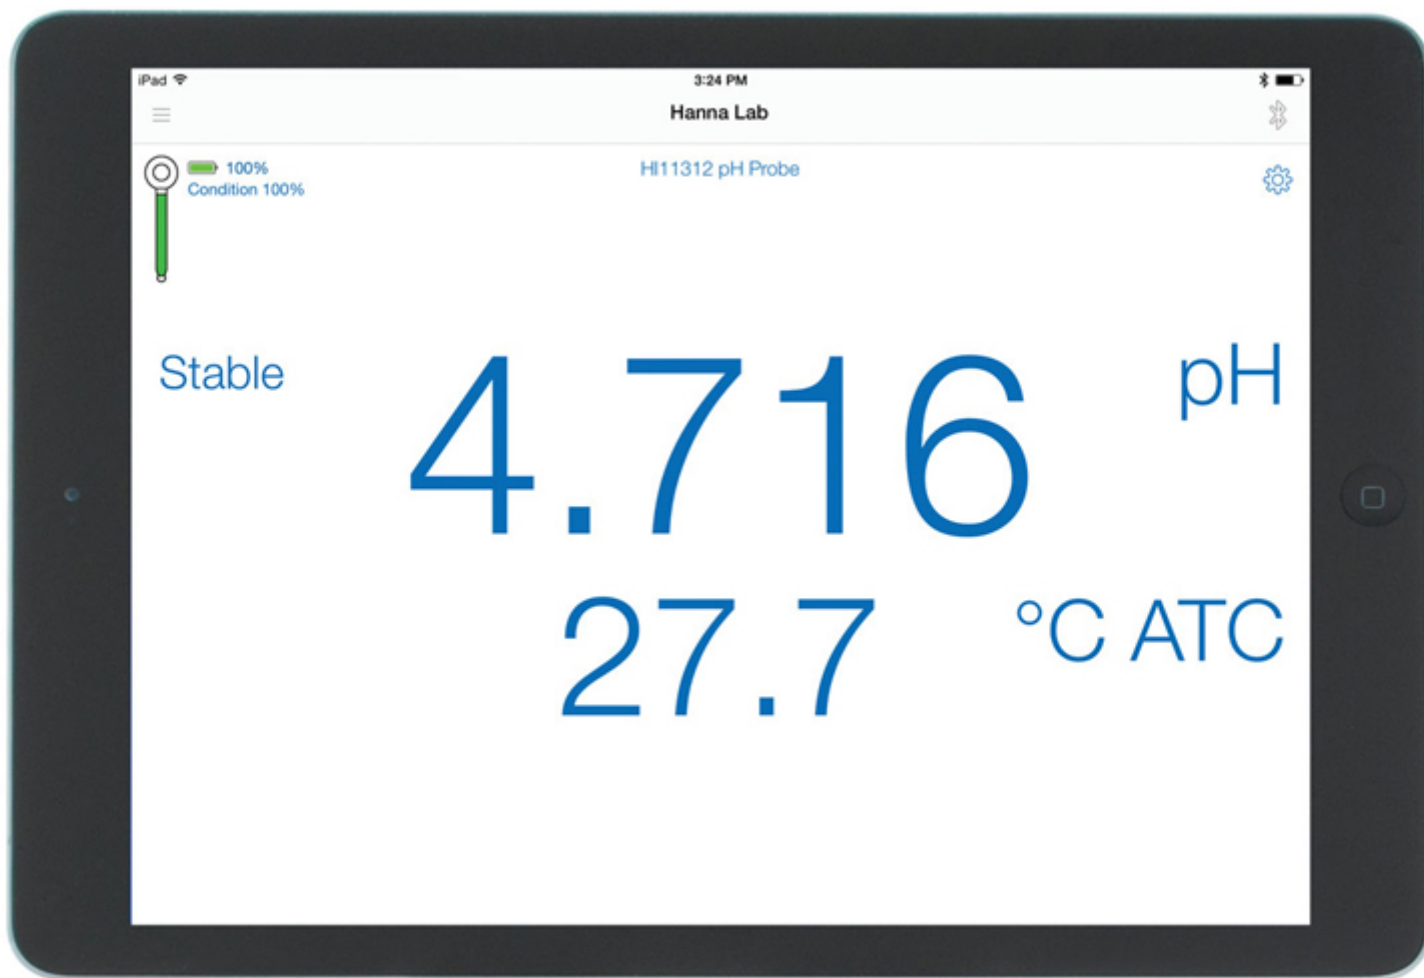 iPad 3:24 PM
Hanna Lab
100%
HI11312 pH Probe
Condition 100%
Stable 4.716 pH
27.7 °C ATC